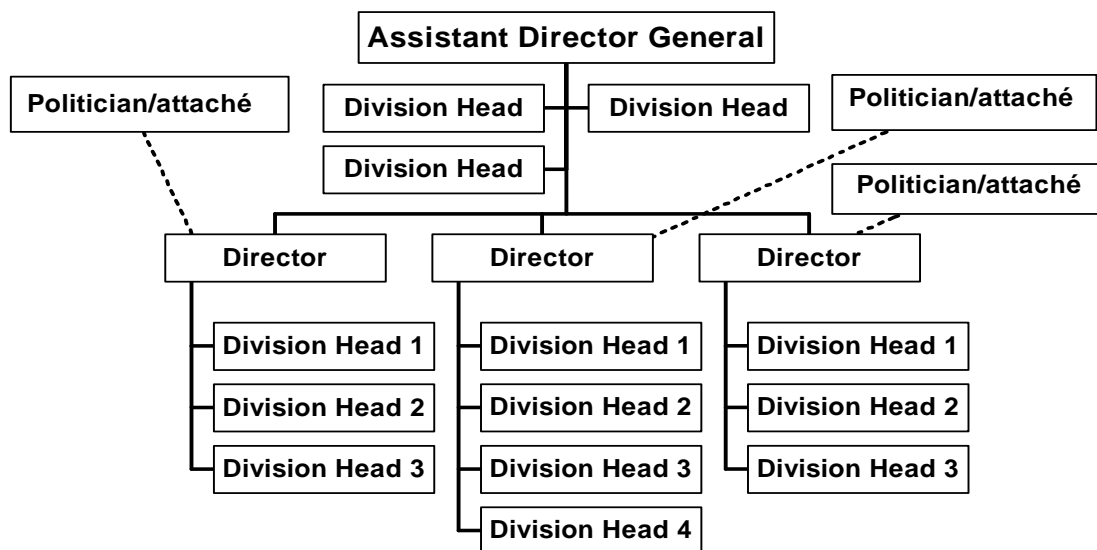 Assistant Director General
Politician/attaché
Division Head
Division Head
Politician/attaché
Division Head
Politician/attaché
Director
Director
Director
Division Head 1
Division Head 1
Division Head 1
Division Head 2
Division Head 2
Division Head 2
Division Head 3
Division Head 3
Division Head 3
Division Head 4